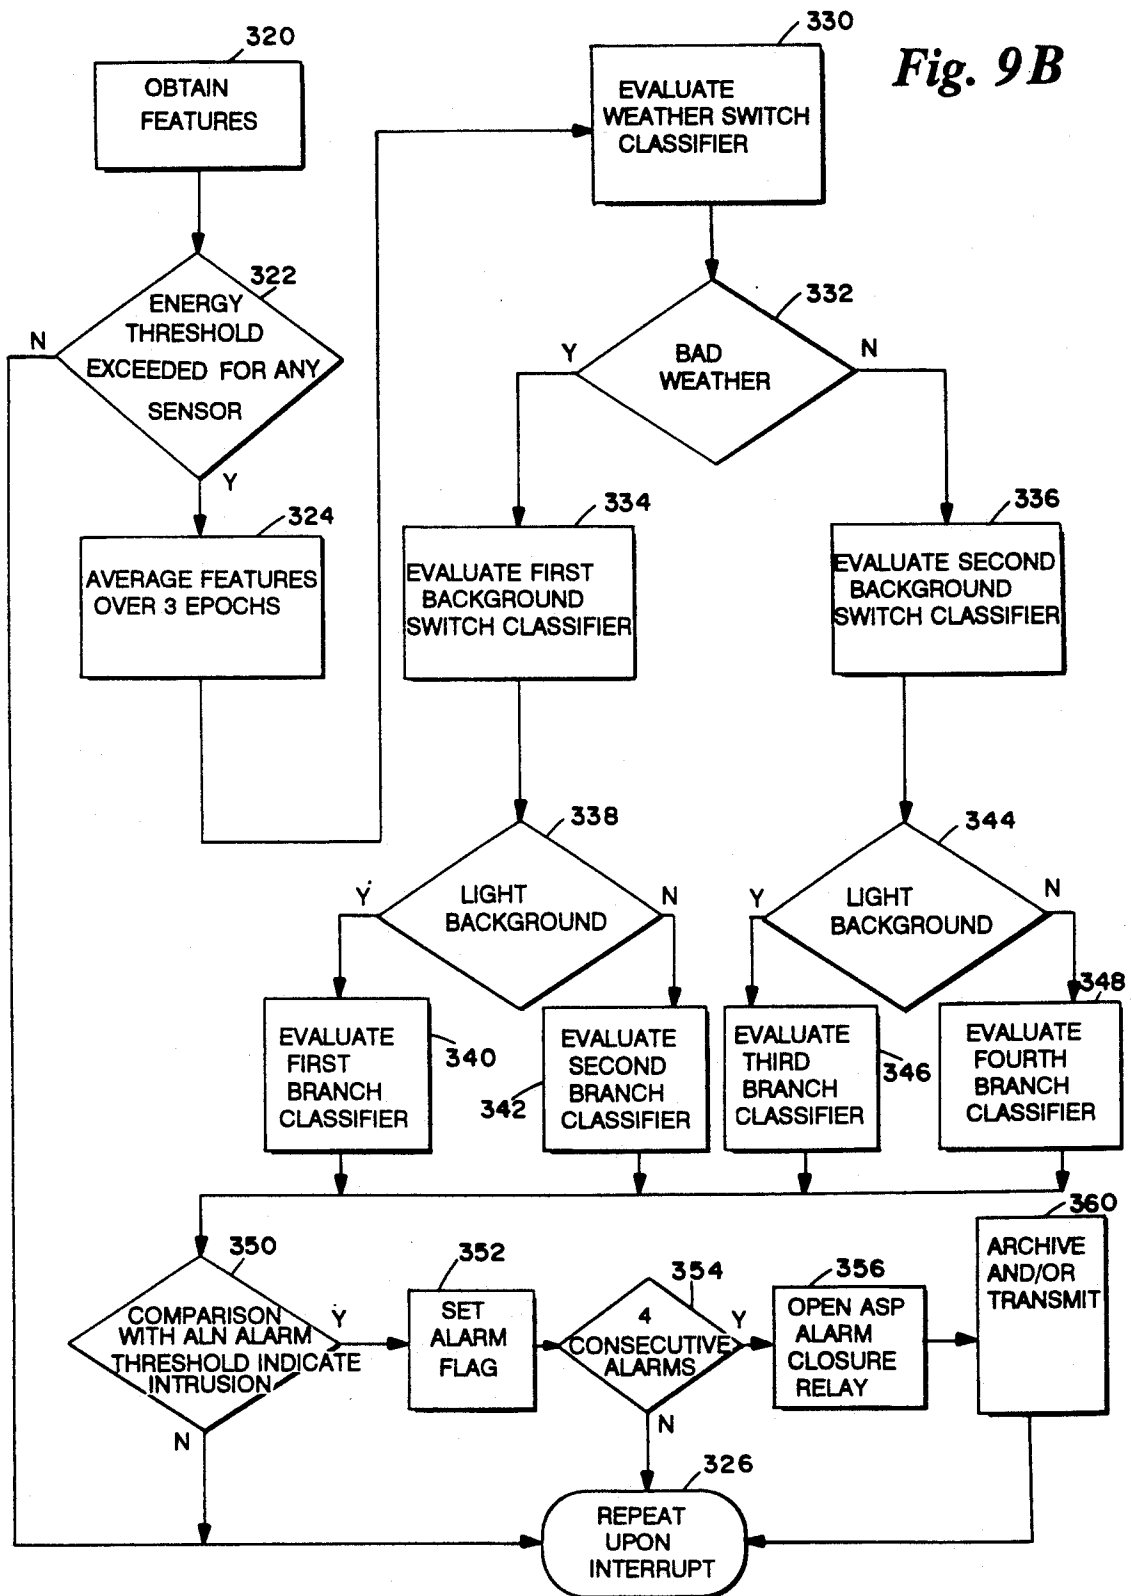 Fig. 9B
320
OBTAIN
FEATURES
322
ENERGY
THRESHOLD
EXCEEDED FOR ANY
SENSOR
N
Y
324
AVERAGE FEATURES
OVER 3 EPOCHS
330
EVALUATE
WEATHER SWITCH
CLASSIFIER
332
BAD
WEATHER
Y
N
334
EVALUATE FIRST
BACKGROUND
SWITCH CLASSIFIER
336
EVALUATE SECOND
BACKGROUND
SWITCH CLASSIFIER
338
LIGHT
BACKGROUND
Y
N
344
LIGHT
BACKGROUND
Y
N
EVALUATE
FIRST
BRANCH
CLASSIFIER
340
EVALUATE
SECOND
BRANCH
CLASSIFIER
342
EVALUATE
THIRD
BRANCH
CLASSIFIER
346
348
EVALUATE
FOURTH
BRANCH
CLASSIFIER
350
COMPARISON
WITH ALN ALARM
THRESHOLD INDICATE
INTRUSION
Y
N
352
SET
ALARM
FLAG
354
4
CONSECUTIVE
ALARMS
Y
N
356
OPEN ASP
ALARM
CLOSURE
RELAY
360
ARCHIVE
AND/OR
TRANSMIT
326
REPEAT
UPON
INTERRUPT